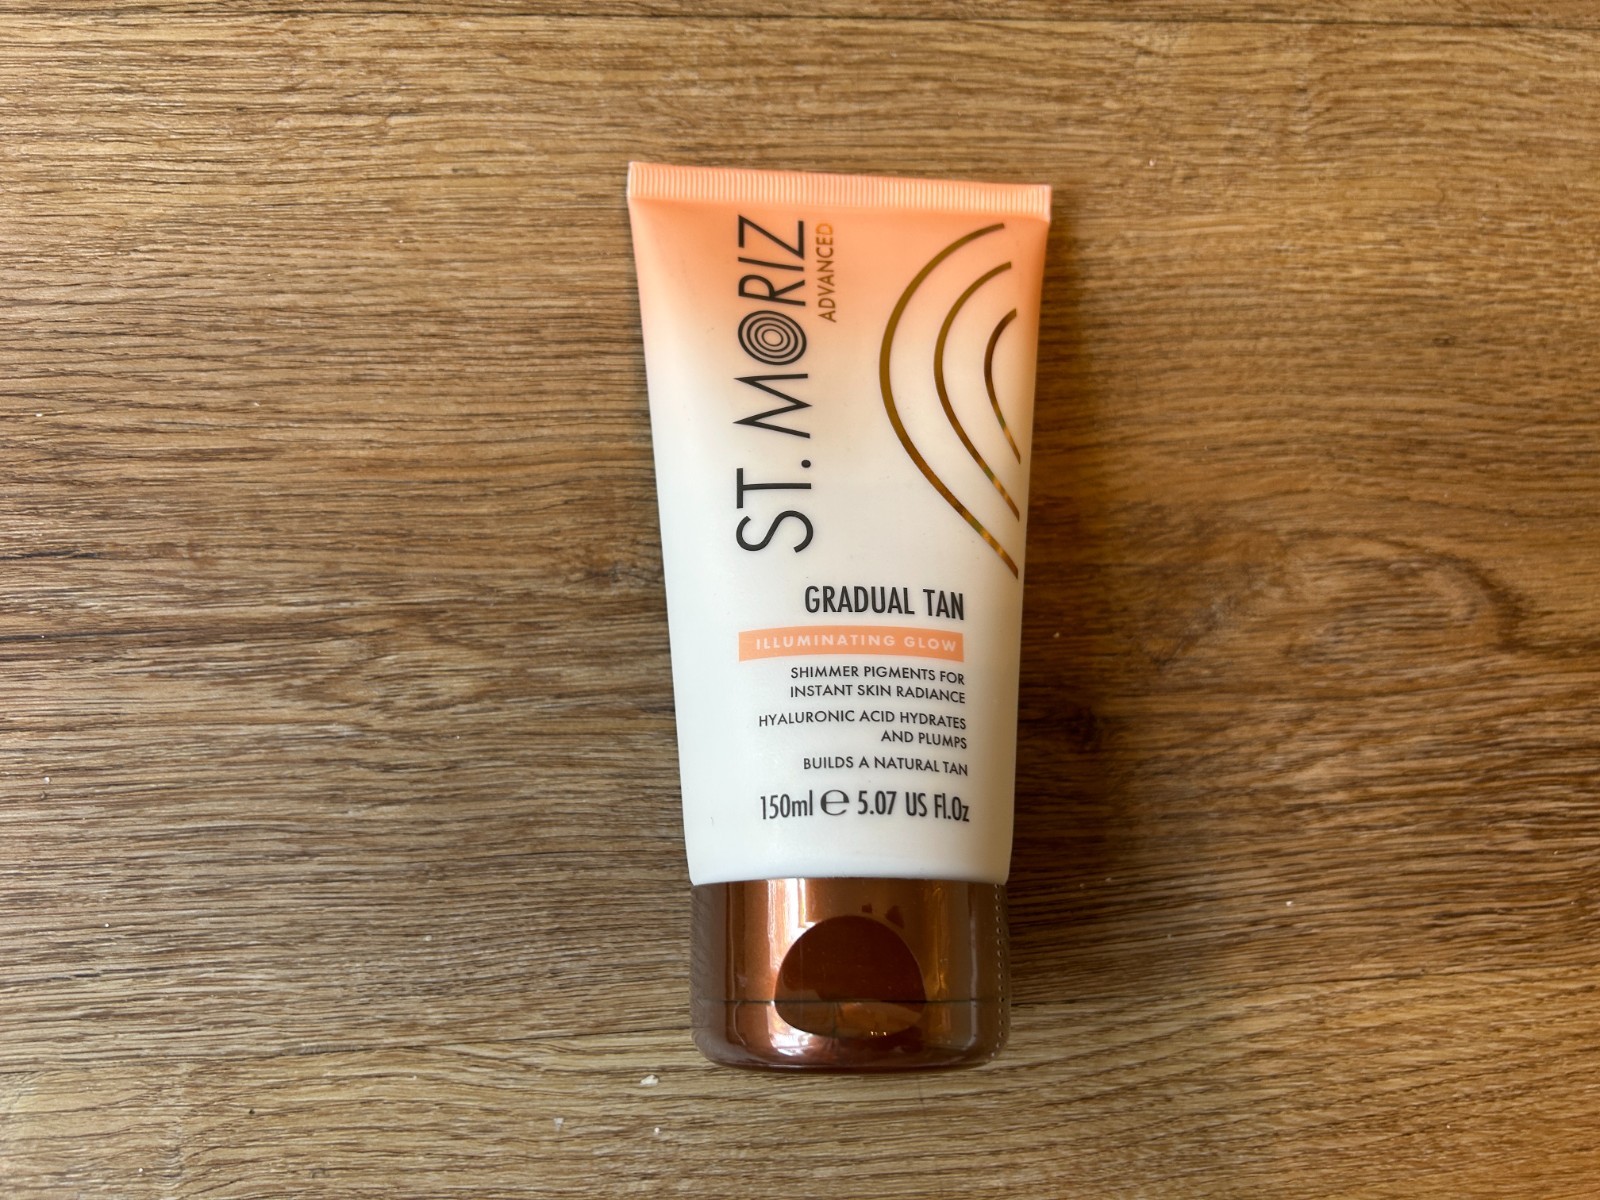 ST. MORIZ
ADVANCED
GRADUAL TAN
ILLUMINATING GLOW
SHIMMER PIGMENTS FOR
INSTANT SKIN RADIANCE
HYALURONIC ACID HYDRATES
AND PLUMPS
BUILDS A NATURAL TAN
150ml ℮ 5.07 US Fl.Oz